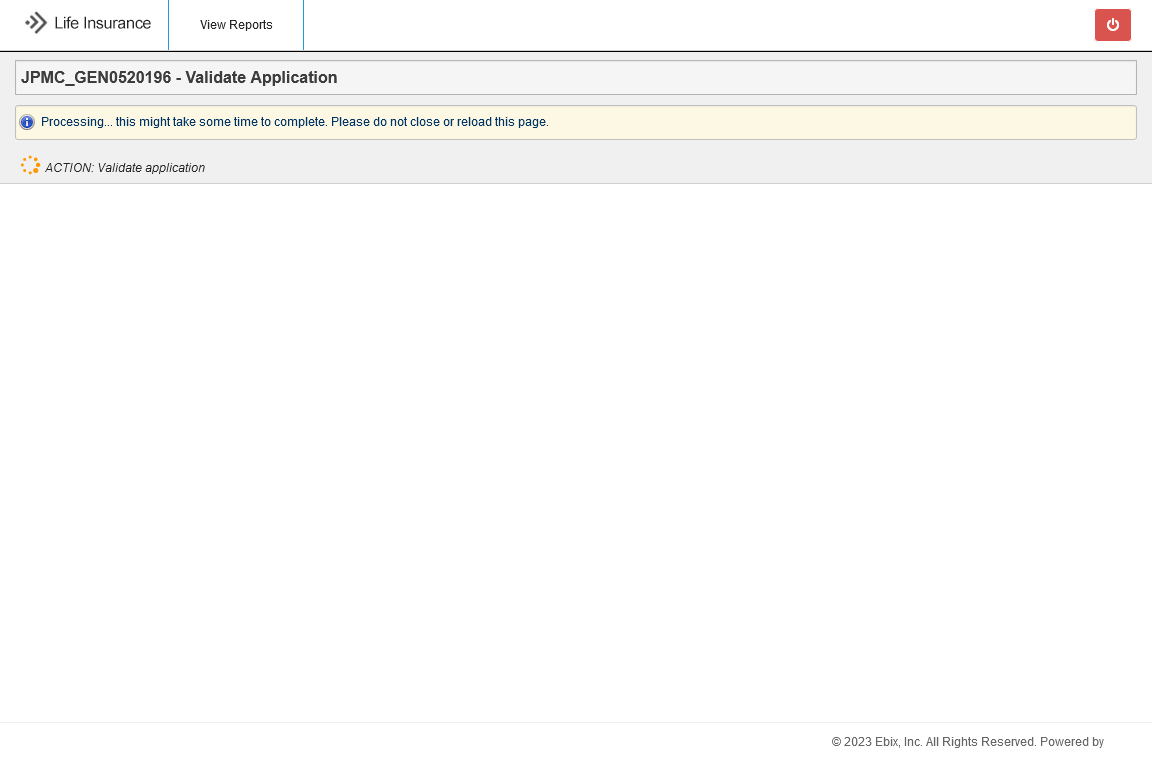 Life Insurance
View Reports
JPMC_GEN0520196 - Validate Application
Processing... this might take some time to complete. Please do not close or reload this page.
ACTION: Validate application
© 2023 Ebix, Inc. All Rights Reserved. Powered by